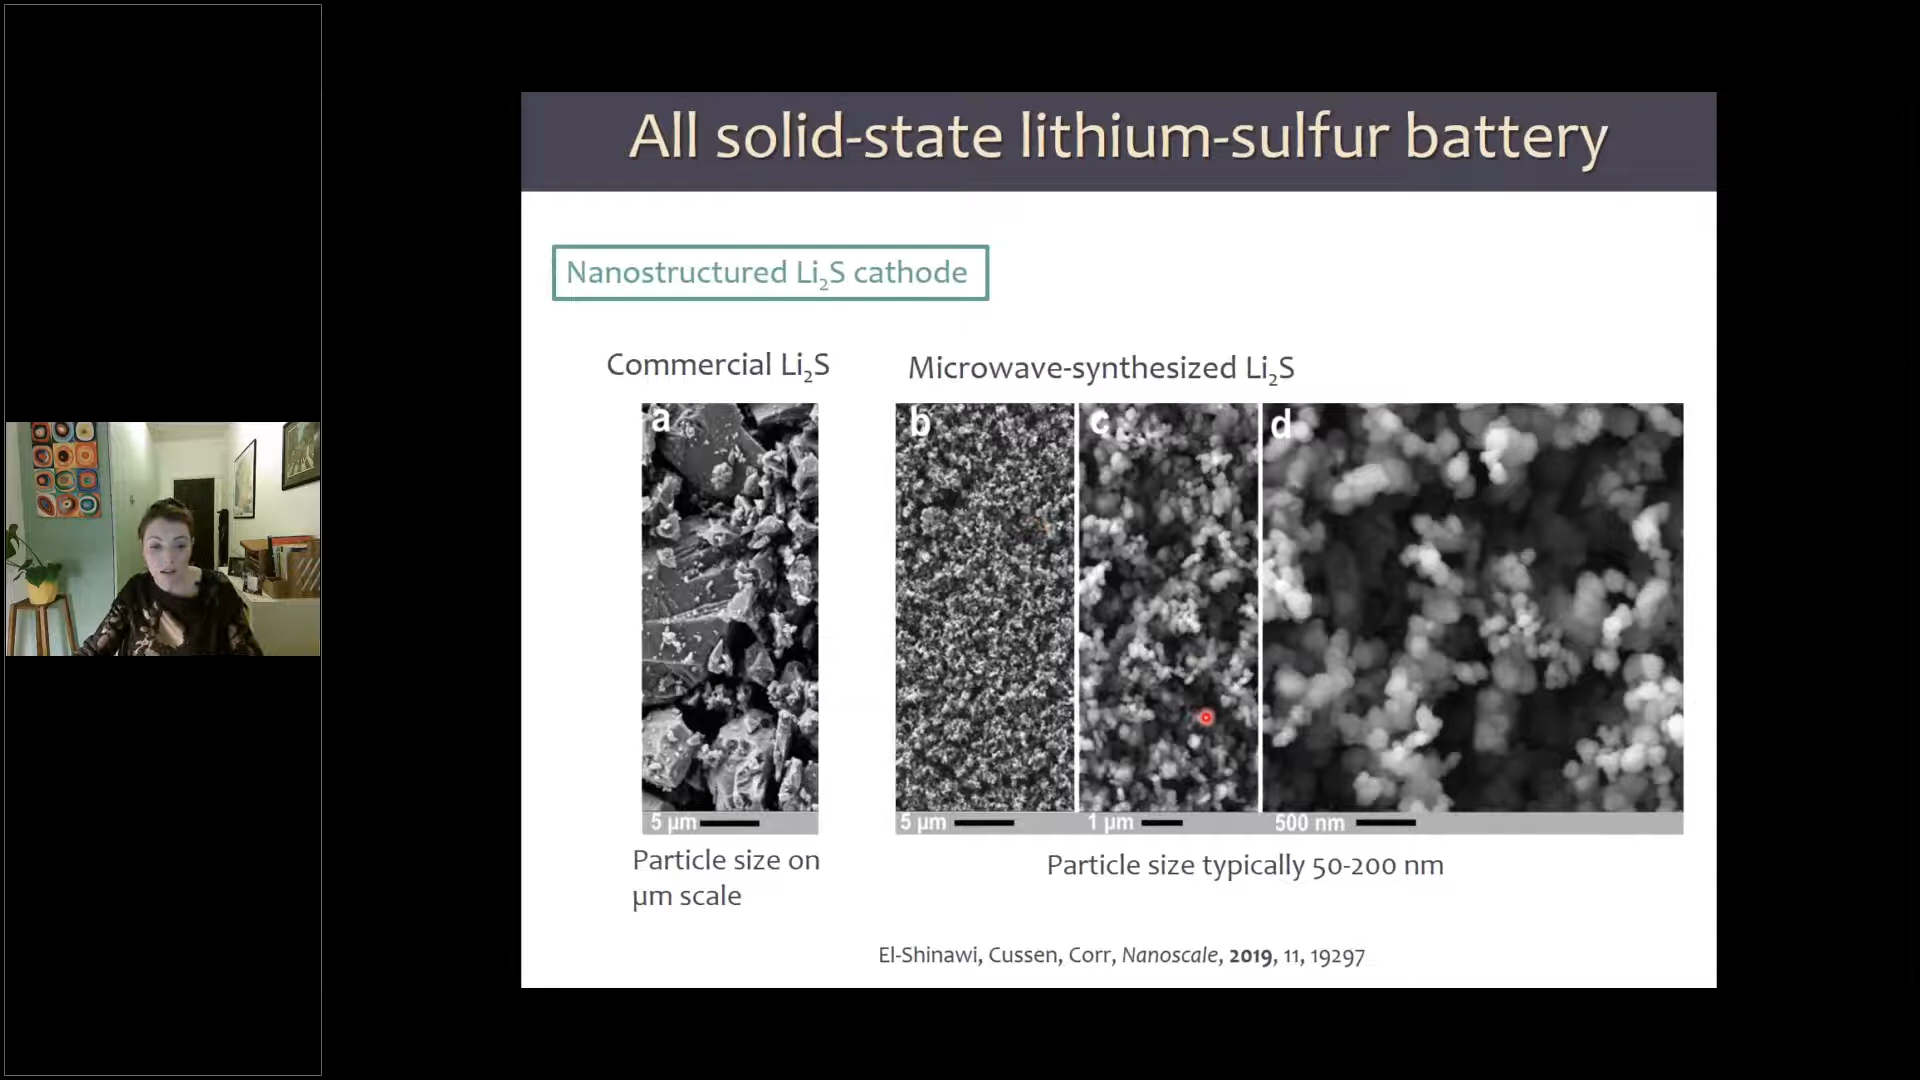 All solid-state lithium-sulfur battery
Nanostructured Li₂S cathode
Commercial Li₂S
Microwave-synthesized Li₂S
a
b
c
d
5 µm
5 µm
1 µm
500 nm
Particle size on
µm scale
Particle size typically 50-200 nm
El-Shinawi, Cussen, Corr, Nanoscale, 2019, 11, 19297